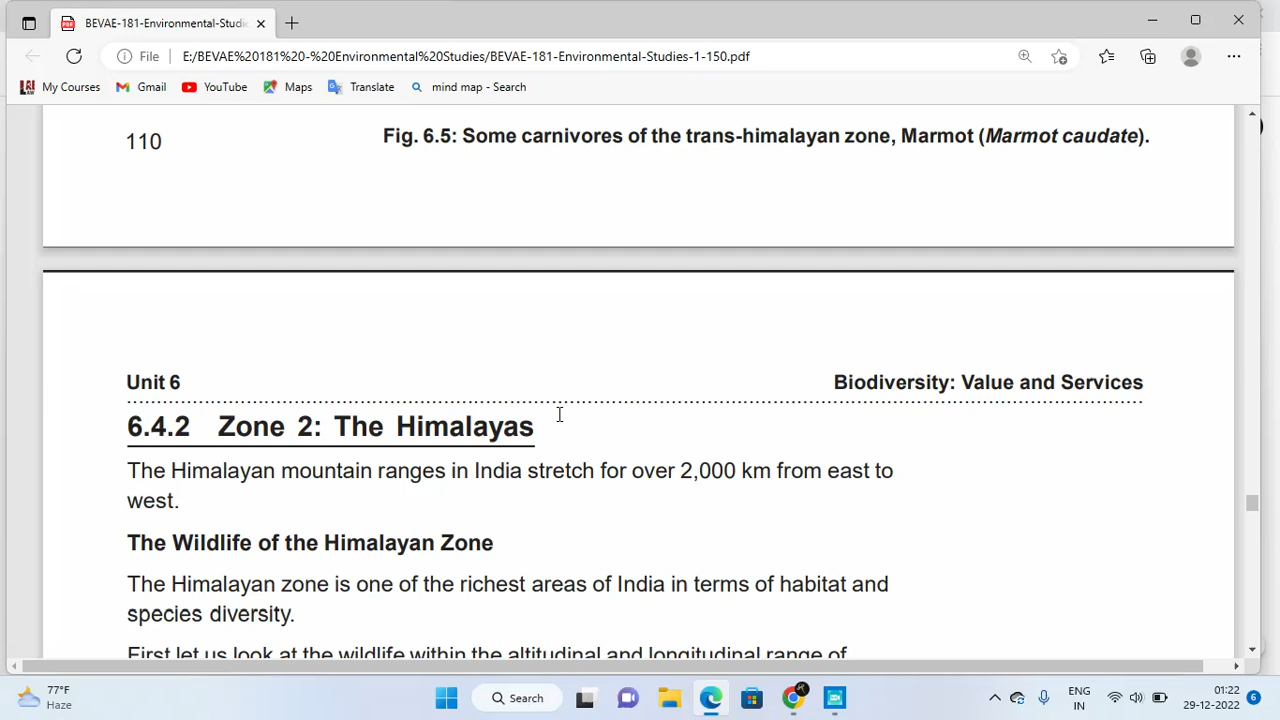 BEVAE-181-Environmental-Studie
File
E:/BEVAE%20181%20-%20Environmental%20Studies/BEVAE-181-Environmental-Studies-1-150.pdf
My Courses
Gmail
YouTube
Maps
Translate
mind map - Search
110
Fig. 6.5: Some carnivores of the trans-himalayan zone, Marmot (Marmot caudate).
Unit 6
Biodiversity: Value and Services
6.4.2 Zone 2: The Himalayas
The Himalayan mountain ranges in India stretch for over 2,000 km from east to
west.
The Wildlife of the Himalayan Zone
The Himalayan zone is one of the richest areas of India in terms of habitat and
species diversity.
First let us look at the wildlife within the altitudinal and longitudinal range of
77°F
Haze
Search
ENG
IN
01:22
29-12-2022
6